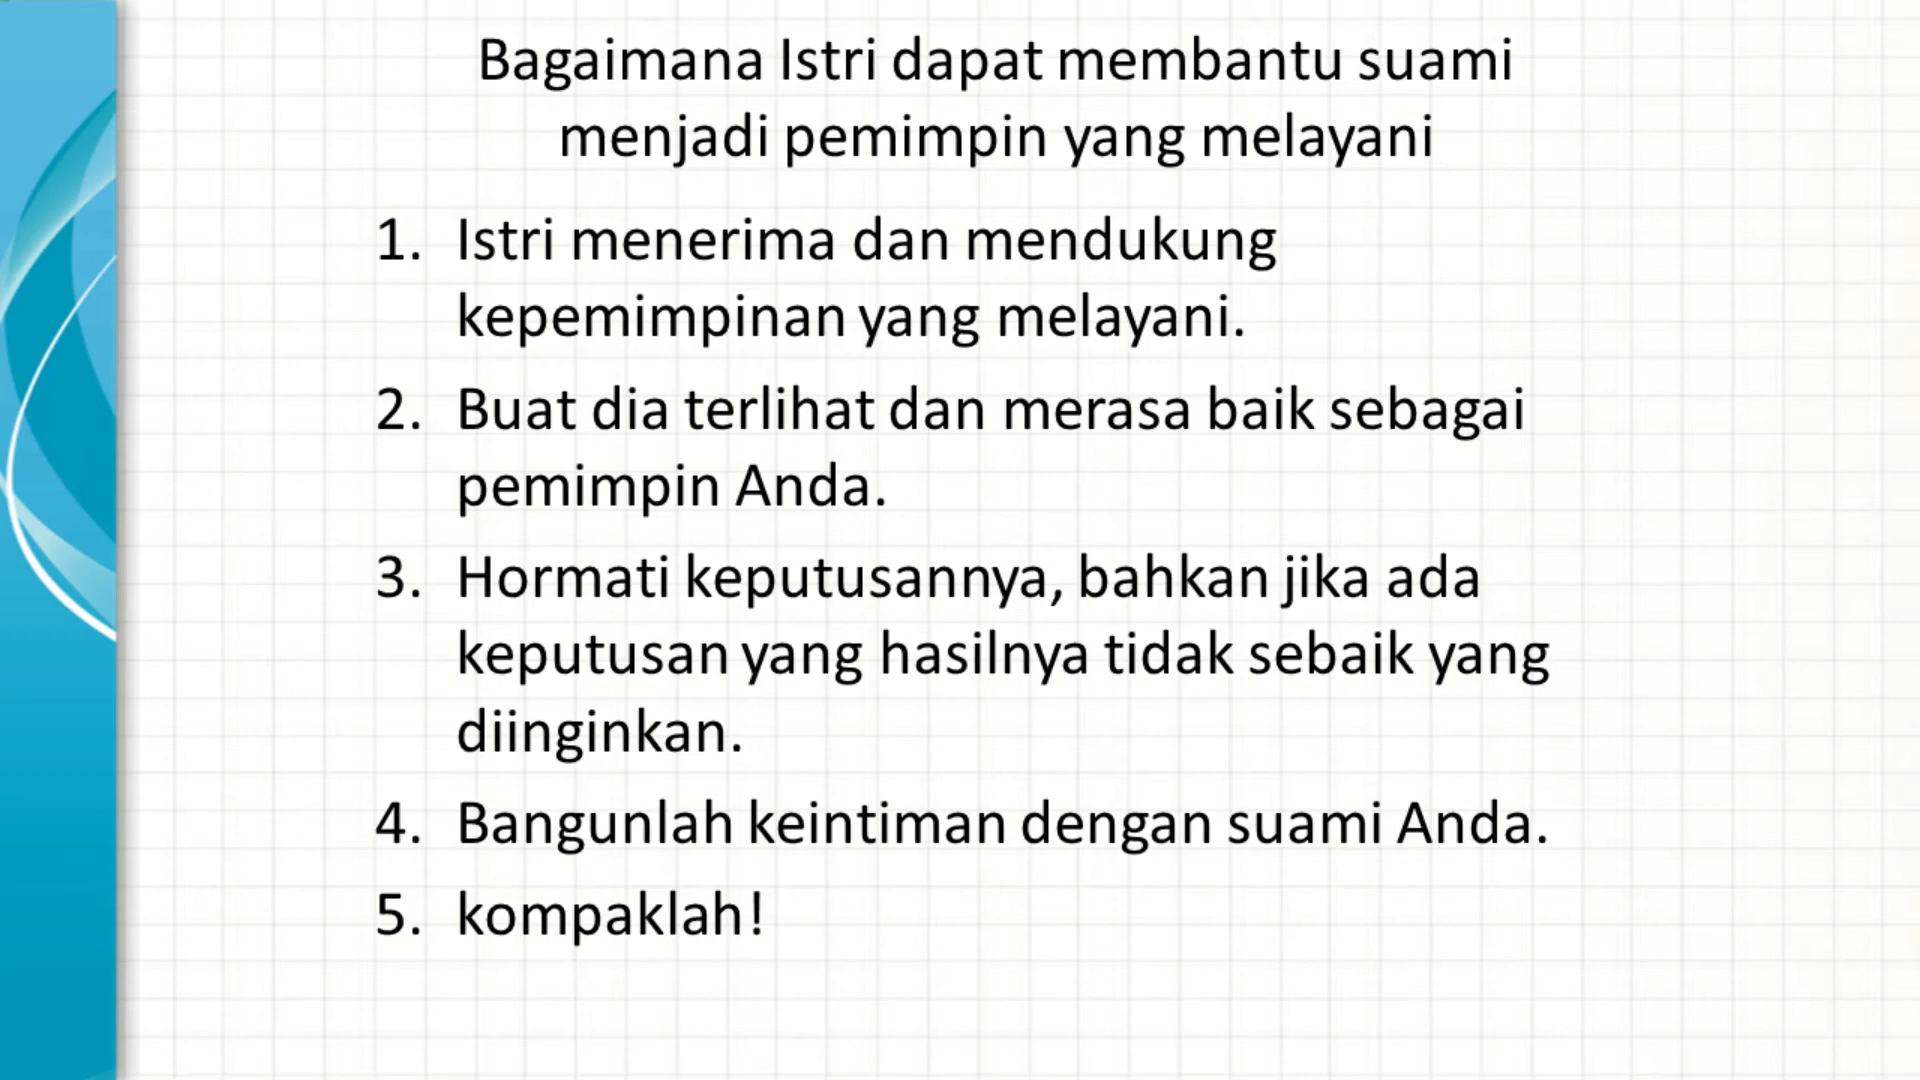 Bagaimana Istri dapat membantu suami
menjadi pemimpin yang melayani
1. Istri menerima dan mendukung
kepemimpinan yang melayani.
2. Buat dia terlihat dan merasa baik sebagai
pemimpin Anda.
3. Hormati keputusannya, bahkan jika ada
keputusan yang hasilnya tidak sebaik yang
diinginkan.
4. Bangunlah keintiman dengan suami Anda.
5. kompaklah!